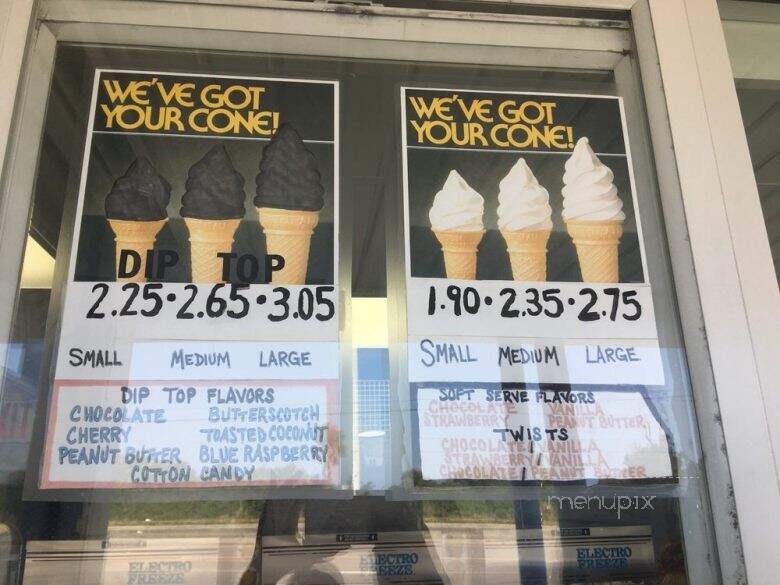 WE'VE GOT
YOUR CONE!
DIP TOP
2.25•2.65•3.05
SMALL MEDIUM LARGE
DIP TOP FLAVORS
CHOCOLATE BUTTERSCOTCH
CHERRY TOASTED COCONUT
PEANUT BUTTER BLUE RASPBERRY
COTTON CANDY
WE'VE GOT
YOUR CONE!
1.90•2.35•2.75
SMALL MEDIUM LARGE
SOFT SERVE FLAVORS
CHOCOLATE VANILLA
STRAWBERRY PEANUT BUTTER
TWISTS
CHOCOLATE/VANILLA
STRAWBERRY/VANILLA
CHOCOLATE/PEANUT BUTTER
menupix
ELECTRO
FREEZE
ELECTRO
FREEZE
ELECTRO
FREEZE